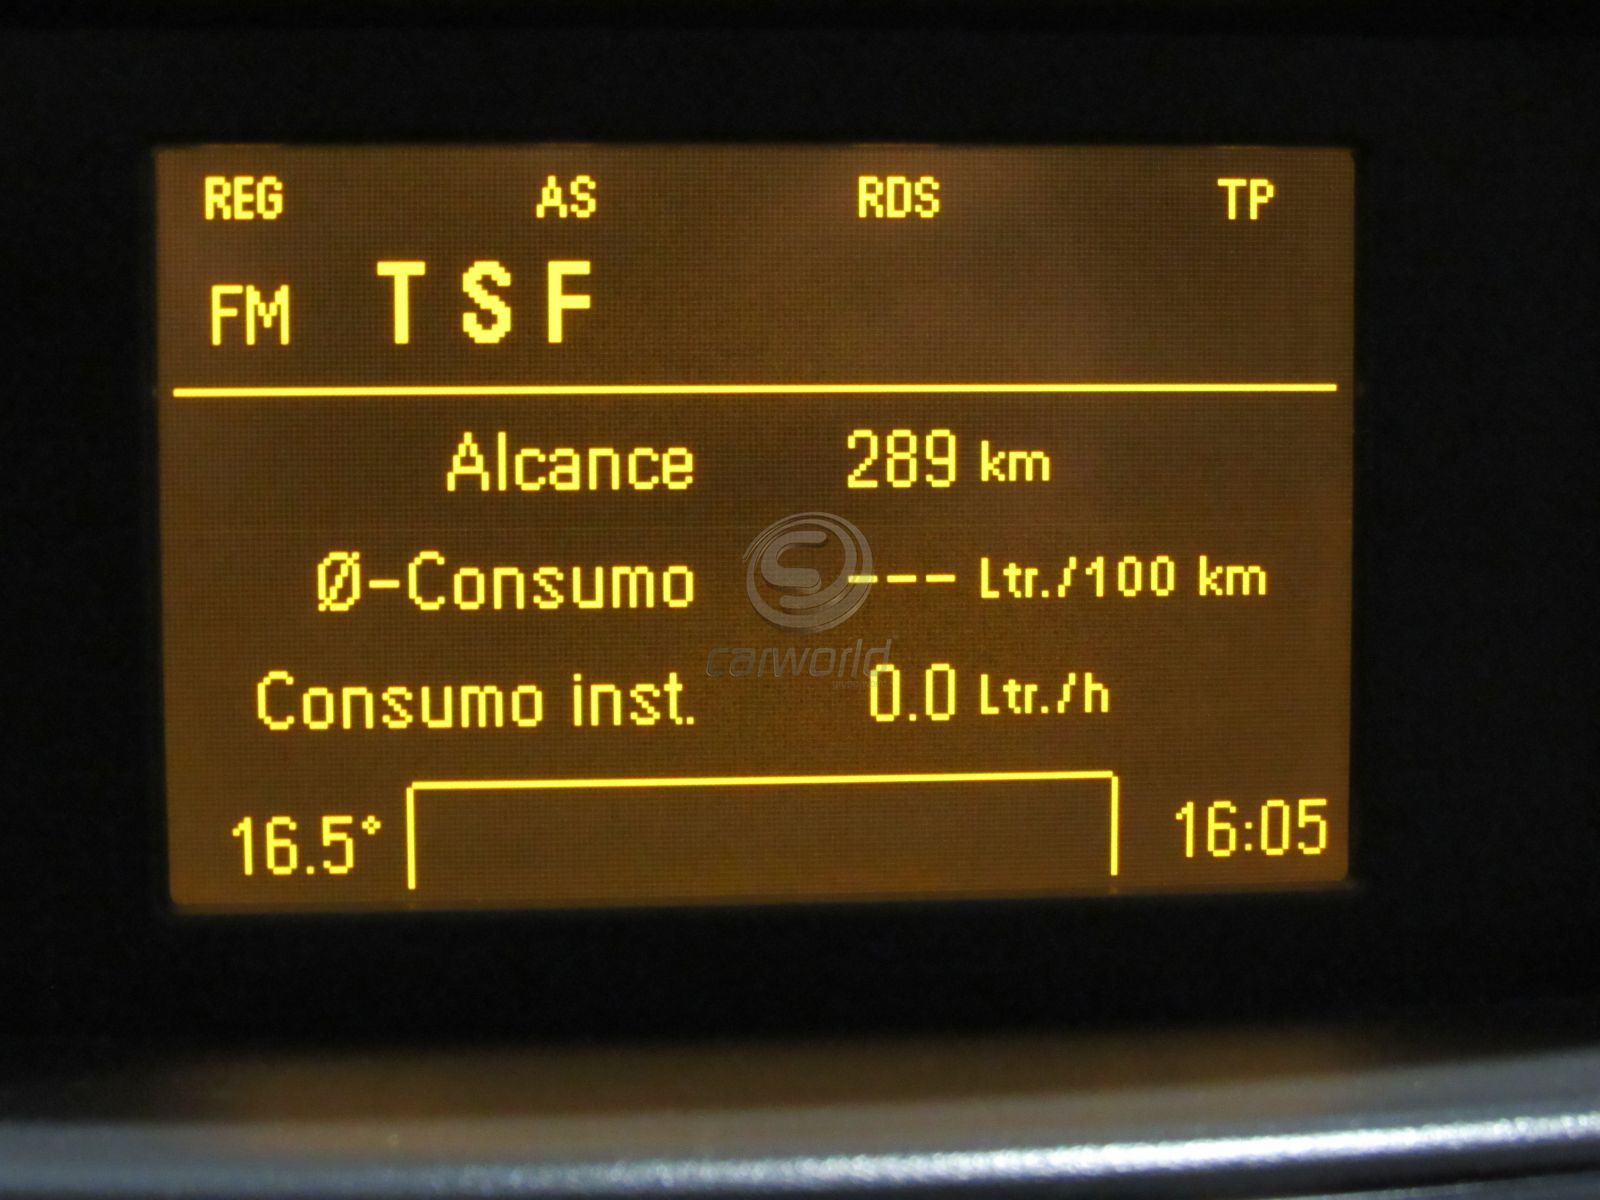 REG AS RDS TP
FM TSF
Alcance 289 km
Ø-Consumo --- Ltr./100 km
carworld
Consumo inst. 0.0 Ltr./h
16.5° 16:05